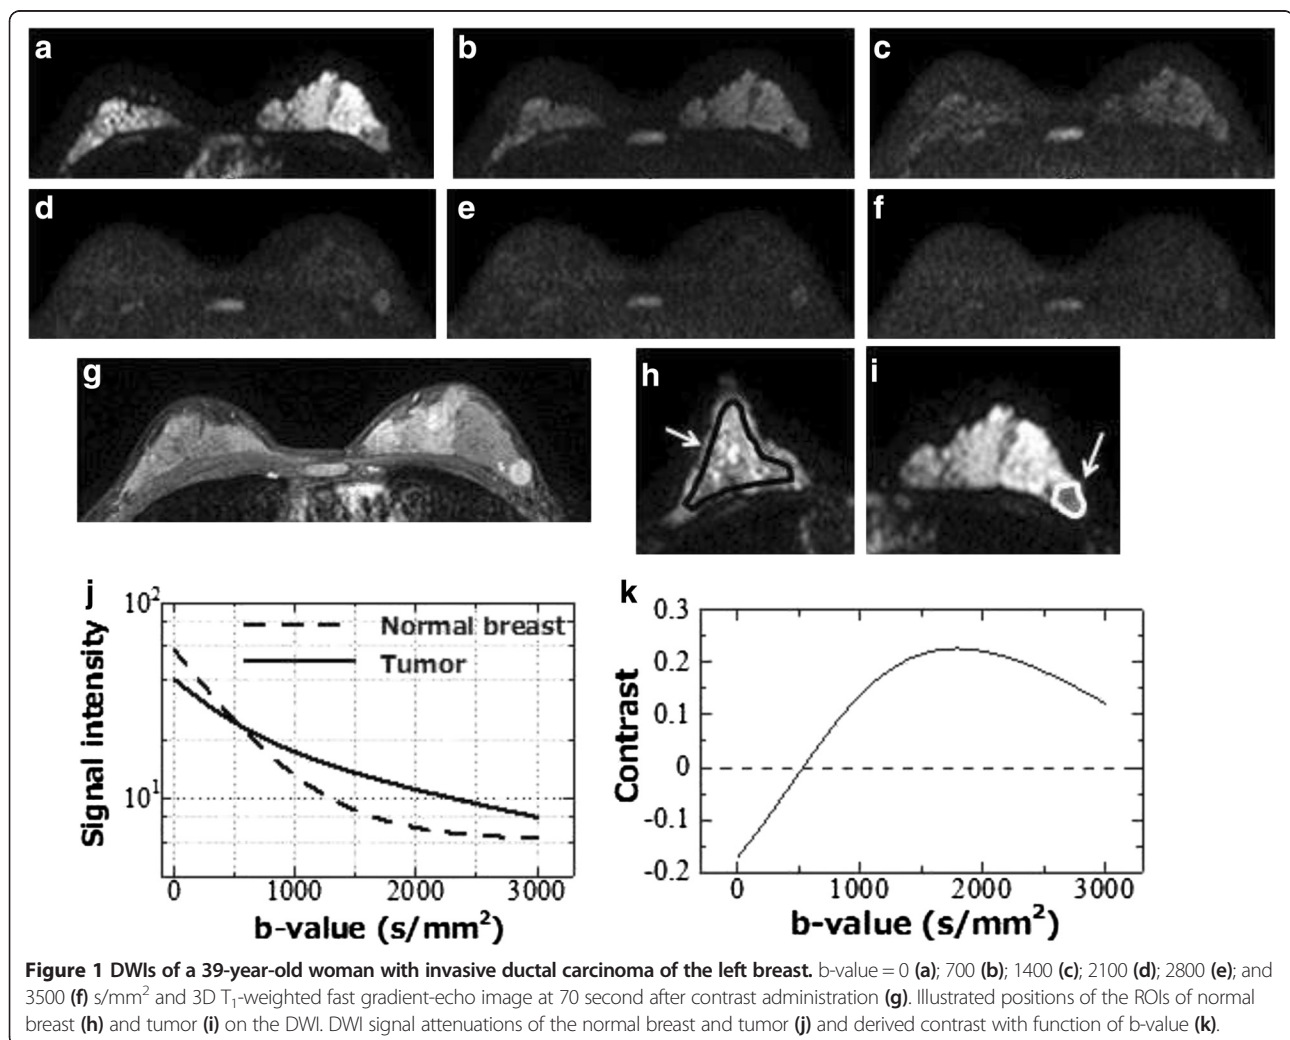 a
b
c
d
e
f
g
h
i
j
Signal intensity
10²
10¹
Normal breast
Tumor
0
1000
2000
3000
b-value (s/mm²)
k
Contrast
0.3
0.2
0.1
0
-0.1
-0.2
0
1000
2000
3000
b-value (s/mm²)
Figure 1 DWIs of a 39-year-old woman with invasive ductal carcinoma of the left breast. b-value = 0 (a); 700 (b); 1400 (c); 2100 (d); 2800 (e); and
3500 (f) s/mm² and 3D T₁-weighted fast gradient-echo image at 70 second after contrast administration (g). Illustrated positions of the ROIs of normal
breast (h) and tumor (i) on the DWI. DWI signal attenuations of the normal breast and tumor (j) and derived contrast with function of b-value (k).